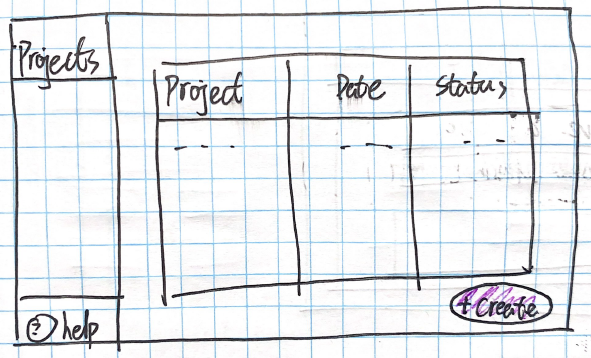 Projects
Project Date Status
--- --- ---
? help
+ Create